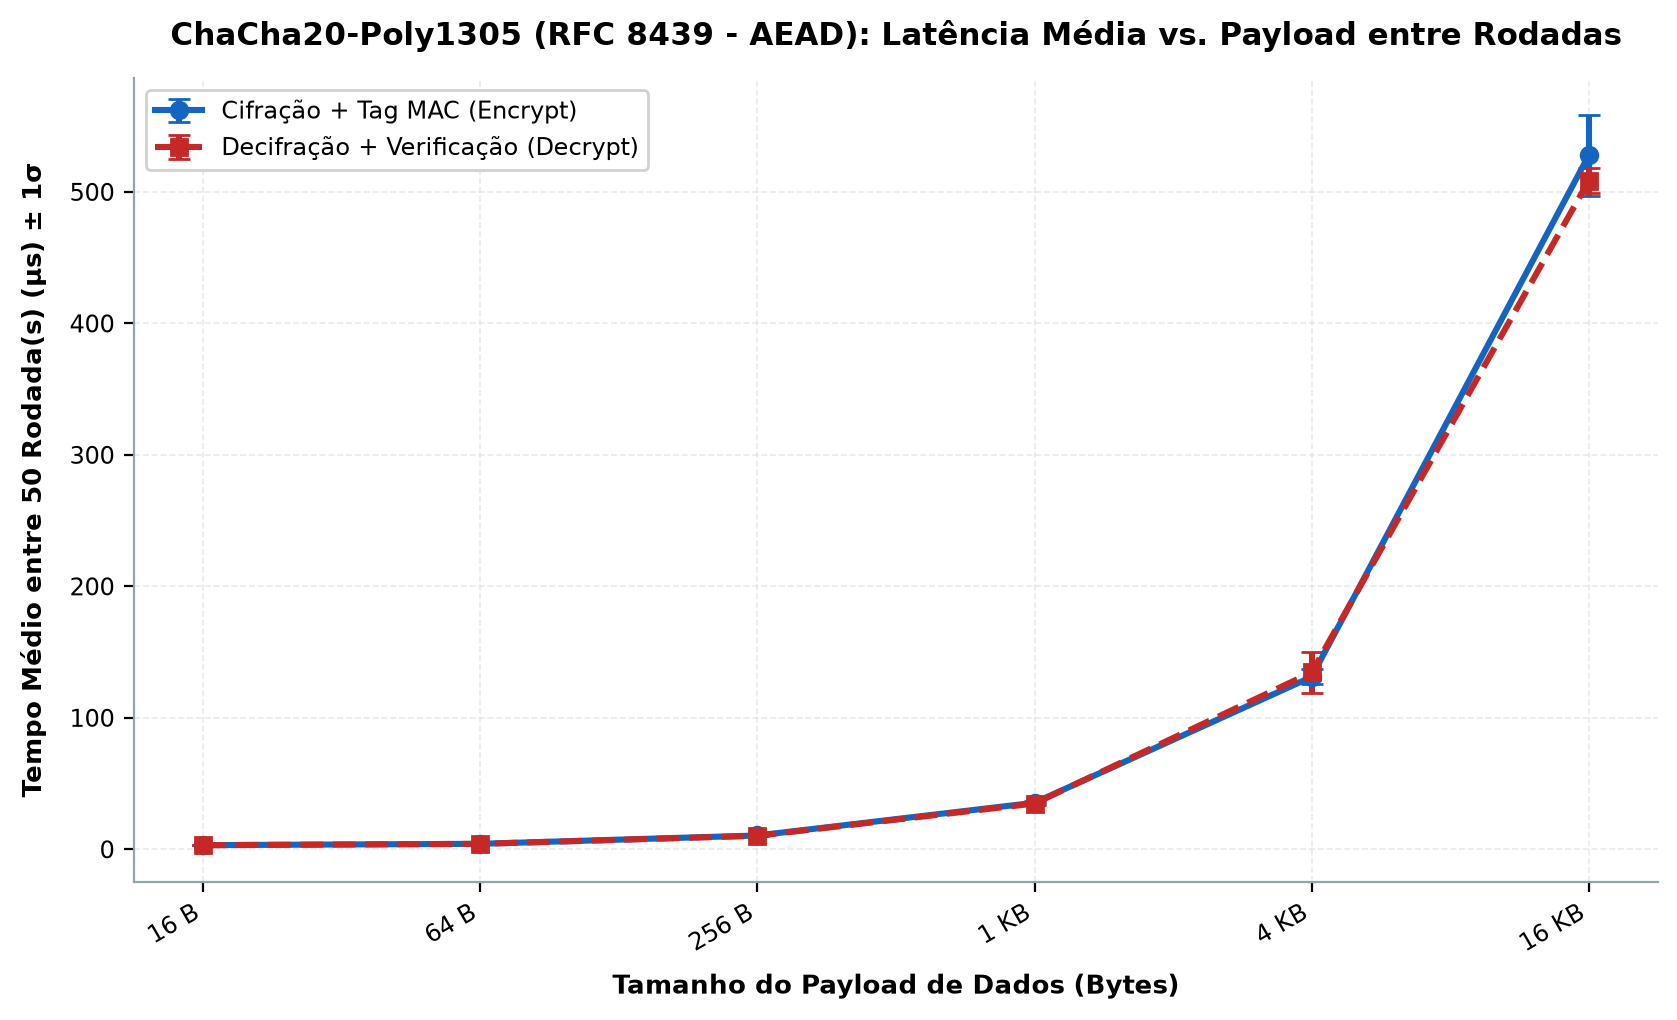 ChaCha20-Poly1305 (RFC 8439 - AEAD): Latência Média vs. Payload entre Rodadas
Cifração + Tag MAC (Encrypt)
Decifração + Verificação (Decrypt)
Tempo Médio entre 50 Rodada(s) (µs) ± 1σ
500
400
300
200
100
0
16 B
64 B
256 B
1 KB
4 KB
16 KB
Tamanho do Payload de Dados (Bytes)